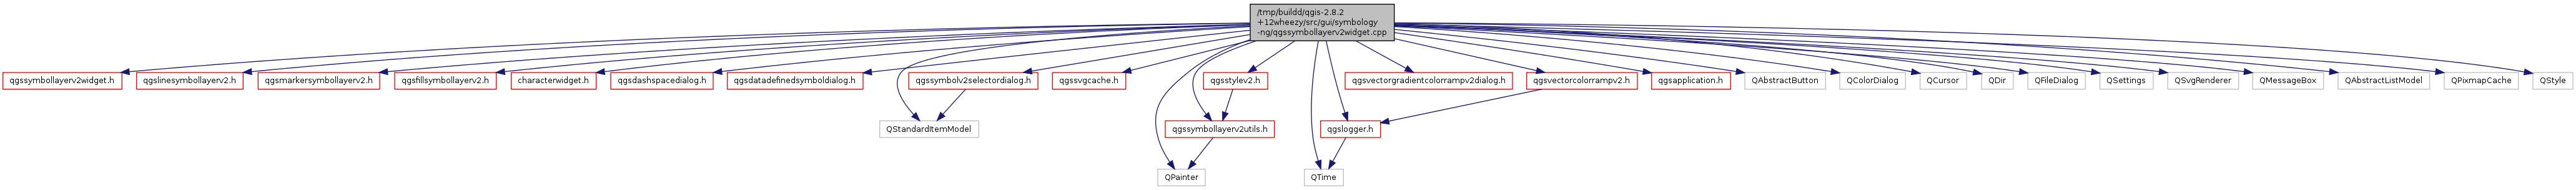 /tmp/buildd/qgis-2.8.2
+12wheezy/src/gui/symbology
-ng/qgssymbollayerv2widget.cpp
qgssymbollayerv2widget.h
qgslinesymbollayerv2.h
qgsmarkersymbollayerv2.h
qgsfillsymbollayerv2.h
characterwidget.h
qgsdashspacedialog.h
qgsdatadefinedsymboldialog.h
qgssymbolv2selectordialog.h
qgssvgcache.h
qgsstylev2.h
qgsvectorgradientcolorrampv2dialog.h
qgsvectorcolorrampv2.h
qgsapplication.h
QAbstractButton
QColorDialog
QCursor
QDir
QFileDialog
QSettings
QSvgRenderer
QMessageBox
QAbstractListModel
QPixmapCache
QStyle
QStandardItemModel
qgssymbollayerv2utils.h
qgslogger.h
QPainter
QTime